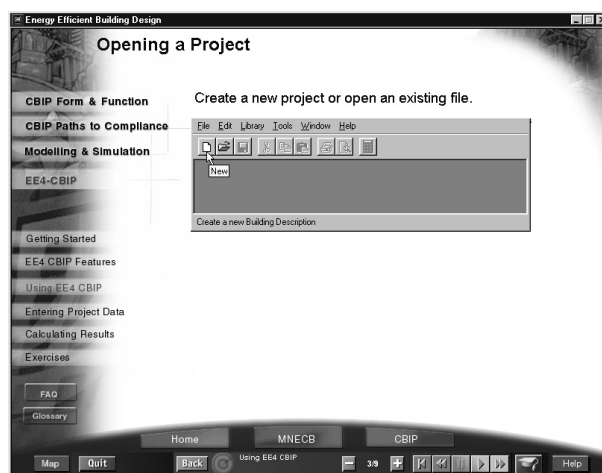 Energy Efficient Building Design
Opening a Project
CBIP Form & Function
CBIP Paths to Compliance
Modelling & Simulation
EE4-CBIP
Getting Started
EE4 CBIP Features
Using EE4 CBIP
Entering Project Data
Calculating Results
Exercises
FAQ
Glossary
Create a new project or open an existing file.
File Edit Library Tools Window Help
New
Create a new Building Description
Home MNECB CBIP
Map Quit Back Using EE4 CBIP 3/9 Help